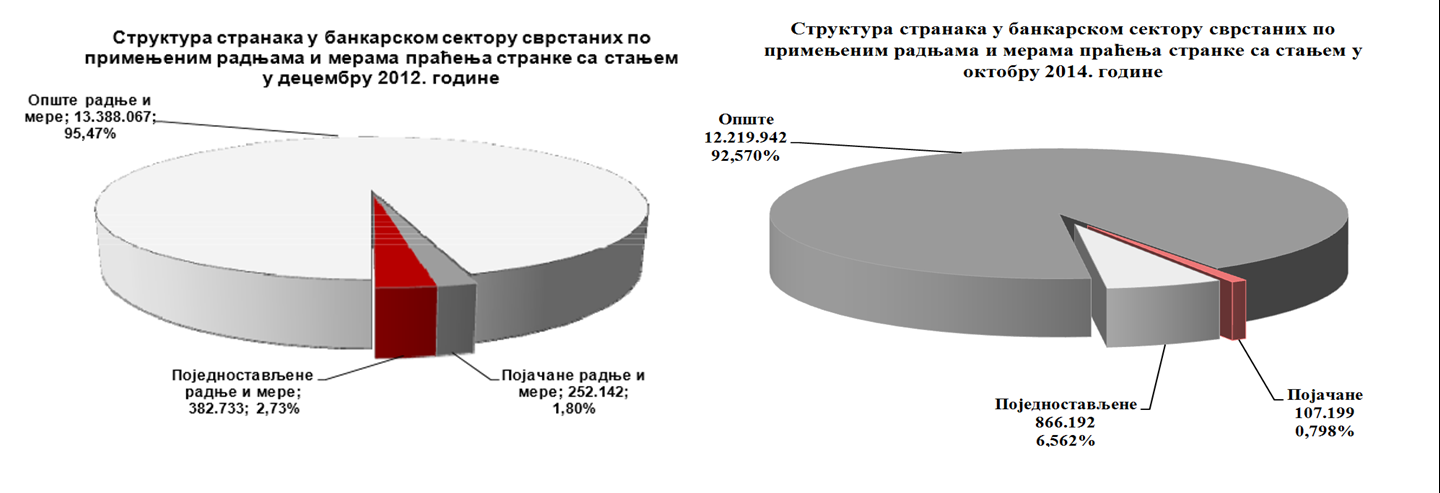 Структура странака у банкарском сектору сврстаних по
примењеним радњама и мерама праћења странке са стањем
у децембру 2012. године
Опште радње и
мере; 13.388.067;
95,47%
Поједностављене
радње и мере;
382.733; 2,73%
Појачане радње и
мере; 252.142;
1,80%
Структура странака у банкарском сектору сврстаних по
примењеним радњама и мерама праћења странке са стањем у
октобру 2014. године
Опште
12.219.942
92,570%
Поједностављене
866.192
6,562%
Појачане
107.199
0,798%